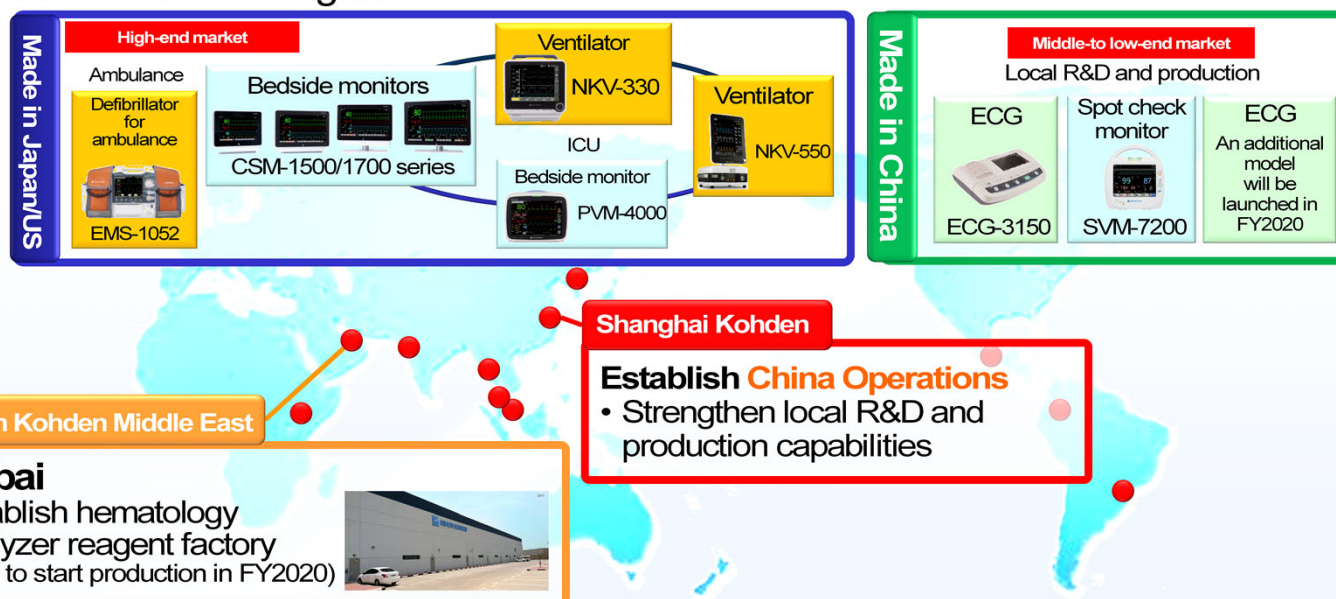 Made in Japan/US
High-end market
Ambulance
Defibrillator
for
ambulance
EMS-1052
Bedside monitors
CSM-1500/1700 series
Ventilator
NKV-330
ICU
Bedside monitor
PVM-4000
Ventilator
NKV-550
Made in China
Middle-to low-end market
Local R&D and production
ECG
ECG-3150
Spot check
monitor
SVM-7200
ECG
An additional
model
will be
launched in
FY2020
Shanghai Kohden
Establish China Operations
• Strengthen local R&D and
production capabilities
Kohden Middle East
hematology
reagent factory
to start production in FY2020)